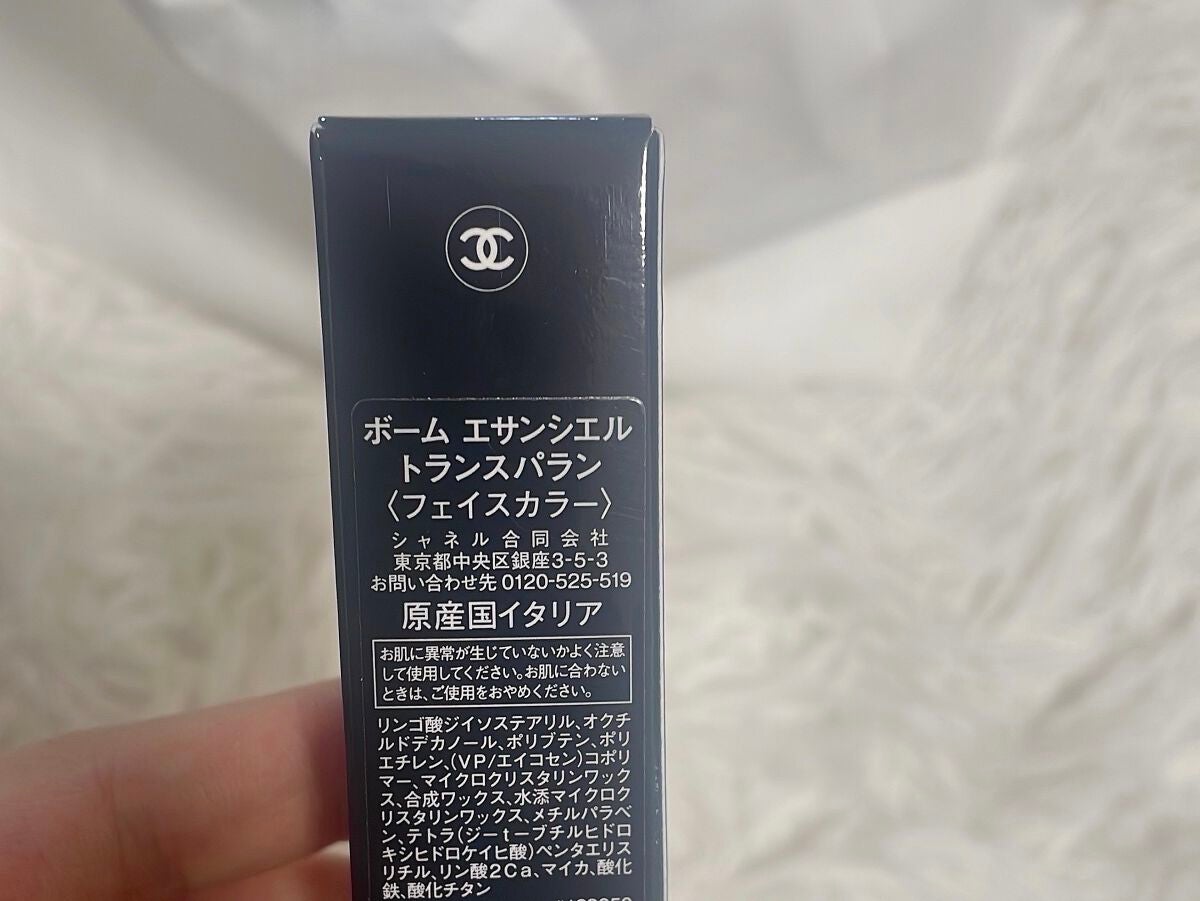 ボーム エサンシエル
トランスパラン
〈フェイスカラー〉
シャネル合同会社
東京都中央区銀座3-5-3
お問い合わせ先 0120-525-519
原産国イタリア
お肌に異常が生じていないかよく注意
して使用してください。お肌に合わない
ときは、ご使用をおやめください。
リンゴ酸ジイソステアリル、オクチ
ルドデカノール、ポリブテン、ポリ
エチレン、(VP/エイコセン)コポリ
マー、マイクロクリスタリンワック
ス、合成ワックス、水添マイクロク
リスタリンワックス、メチルパラベ
ン、テトラ(ジーtーブチルヒドロ
キシヒドロケイヒ酸)ペンタエリス
リチル、リン酸2Ca、マイカ、酸化
鉄、酸化チタン